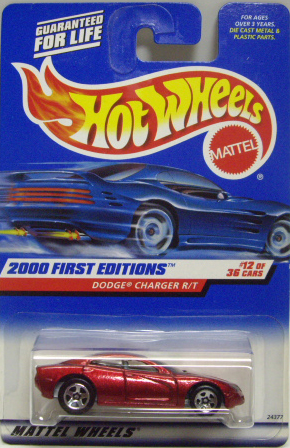 GUARANTEED
FOR LIFE
FOR AGES
OVER 3 YEARS.
DIE CAST METAL &
PLASTIC PARTS.
HOT WHEELS
MATTEL
®
2000 FIRST EDITIONS™
#12 OF
36 CARS
DODGE® CHARGER R/T
24377
MATTEL WHEELS